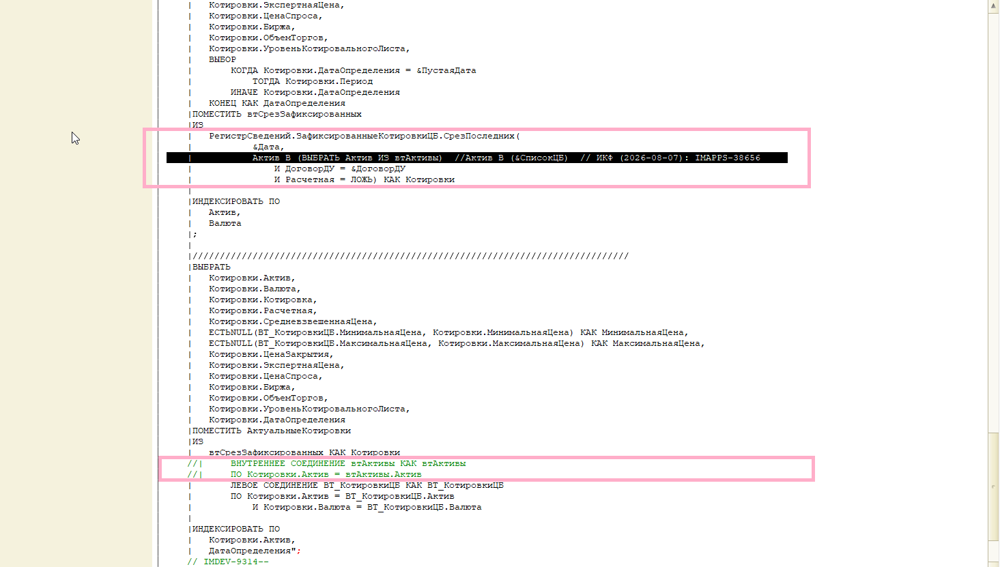 |   Котировки.ЭкспертнаяЦена,
|   Котировки.ЦенаСпроса,
|   Котировки.Биржа,
|   Котировки.ОбъемТоргов,
|   Котировки.УровеньКотировальногоЛиста,
|   ВЫБОР
|       КОГДА Котировки.ДатаОпределения = &ПустаяДата
|           ТОГДА Котировки.Период
|       ИНАЧЕ Котировки.ДатаОпределения
|   КОНЕЦ КАК ДатаОпределения
|ПОМЕСТИТЬ втСрезЗафиксированных
|ИЗ
|   РегистрСведений.ЗафиксированныеКотировкиЦБ.СрезПоследних(
|           &Дата,
|           Актив В (ВЫБРАТЬ Актив ИЗ втАктивы)  //Актив В (&СписокЦБ)  // ИКФ (2026-08-07): IMAPPS-38656
|               И ДоговорДУ = &ДоговорДУ
|               И Расчетная = ЛОЖЬ) КАК Котировки
|
|ИНДЕКСИРОВАТЬ ПО
|   Актив,
|   Валюта
|;
|
|////////////////////////////////////////////////////////////////////////////////
|ВЫБРАТЬ
|   Котировки.Актив,
|   Котировки.Валюта,
|   Котировки.Котировка,
|   Котировки.Расчетная,
|   Котировки.СредневзвешеннаяЦена,
|   ЕСТЬNULL(ВТ_КотировкиЦБ.МинимальнаяЦена, Котировки.МинимальнаяЦена) КАК МинимальнаяЦена,
|   ЕСТЬNULL(ВТ_КотировкиЦБ.МаксимальнаяЦена, Котировки.МаксимальнаяЦена) КАК МаксимальнаяЦена,
|   Котировки.ЦенаЗакрытия,
|   Котировки.ЭкспертнаяЦена,
|   Котировки.ЦенаСпроса,
|   Котировки.Биржа,
|   Котировки.ОбъемТоргов,
|   Котировки.УровеньКотировальногоЛиста,
|   Котировки.ДатаОпределения
|ПОМЕСТИТЬ АктуальныеКотировки
|ИЗ
|   втСрезЗафиксированных КАК Котировки
//|     ВНУТРЕННЕЕ СОЕДИНЕНИЕ втАктивы КАК втАктивы
//|     ПО Котировки.Актив = втАктивы.Актив
|       ЛЕВОЕ СОЕДИНЕНИЕ ВТ_КотировкиЦБ КАК ВТ_КотировкиЦБ
|       ПО Котировки.Актив = ВТ_КотировкиЦБ.Актив
|           И Котировки.Валюта = ВТ_КотировкиЦБ.Валюта
|
|ИНДЕКСИРОВАТЬ ПО
|   Котировки.Актив,
|   ДатаОпределения";
// IMDEV-9314--